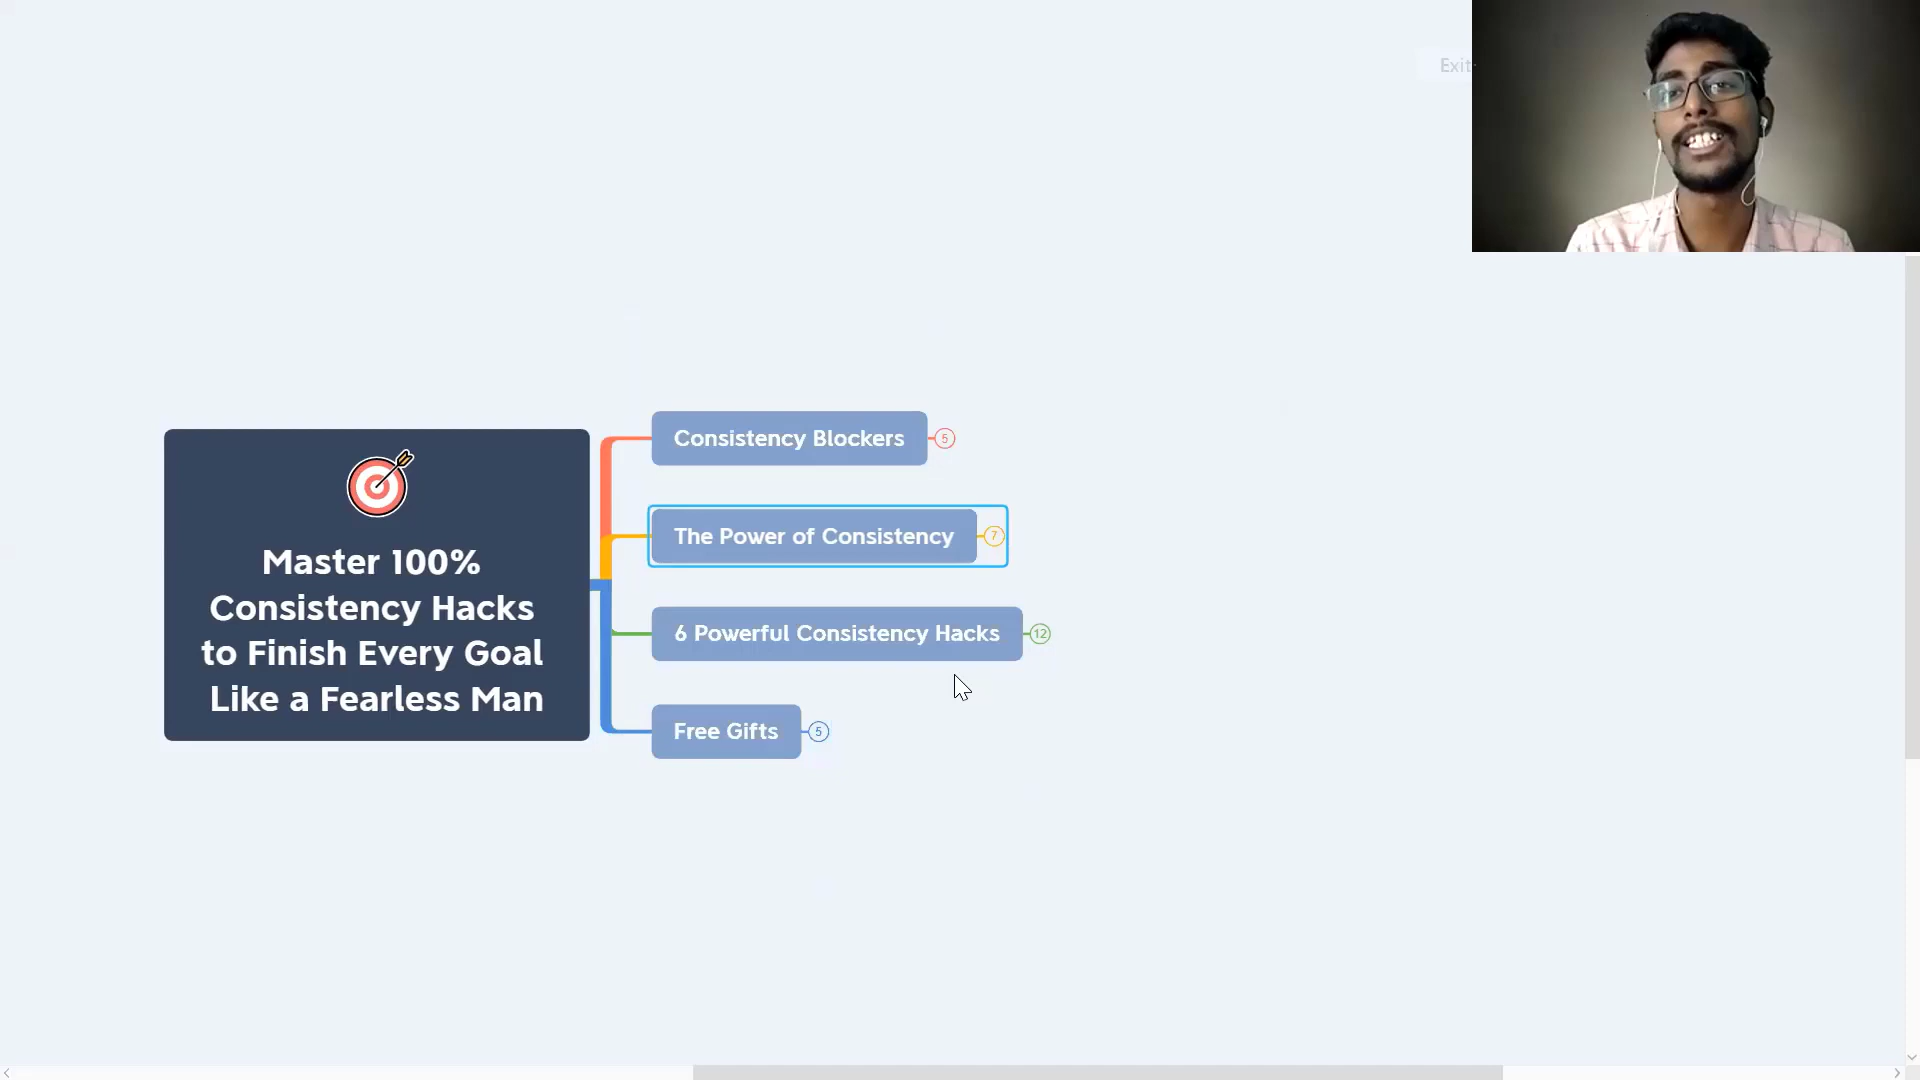 Exit
Consistency Blockers
5
Master 100%
Consistency Hacks
to Finish Every Goal
Like a Fearless Man
The Power of Consistency
7
6 Powerful Consistency Hacks
12
Free Gifts
5